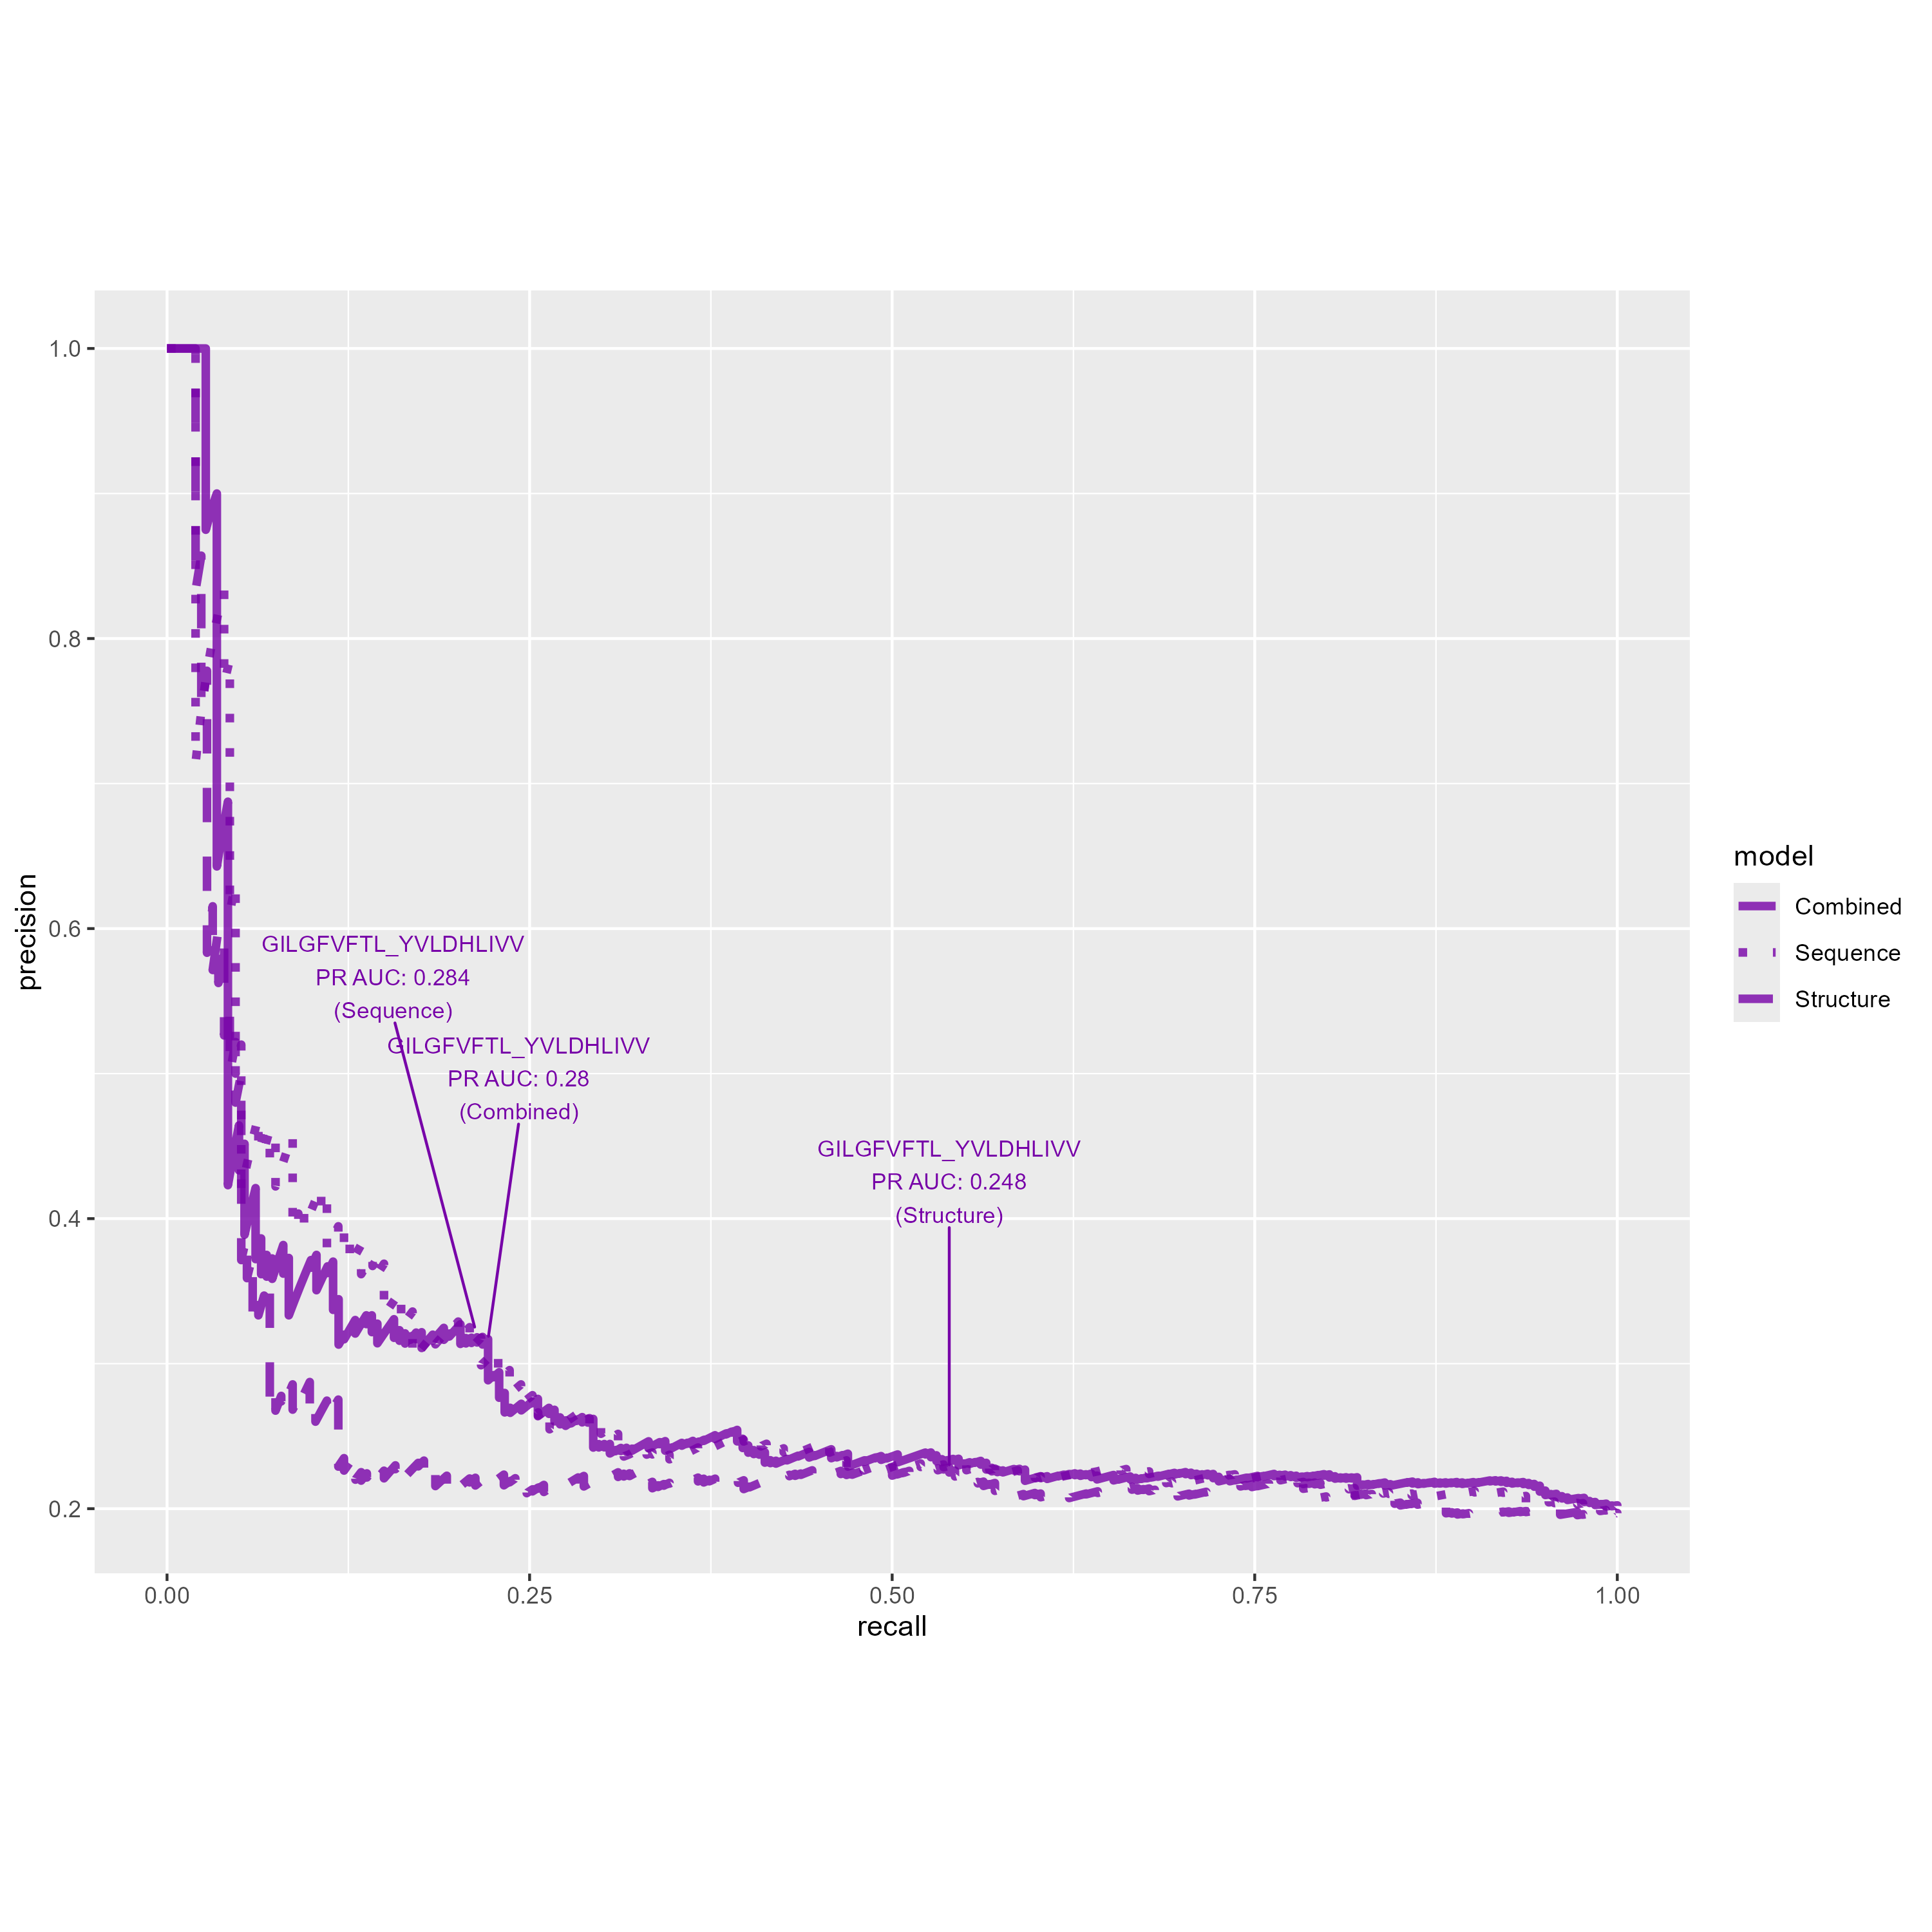 1.0
0.8
0.6
0.4
0.2
precision
GILGFVFTL_YVLDHLIVV
PR AUC: 0.284
(Sequence)
GILGFVFTL_YVLDHLIVV
PR AUC: 0.28
(Combined)
GILGFVFTL_YVLDHLIVV
PR AUC: 0.248
(Structure)
0.00
0.25
0.50
0.75
1.00
recall
model
Combined
Sequence
Structure